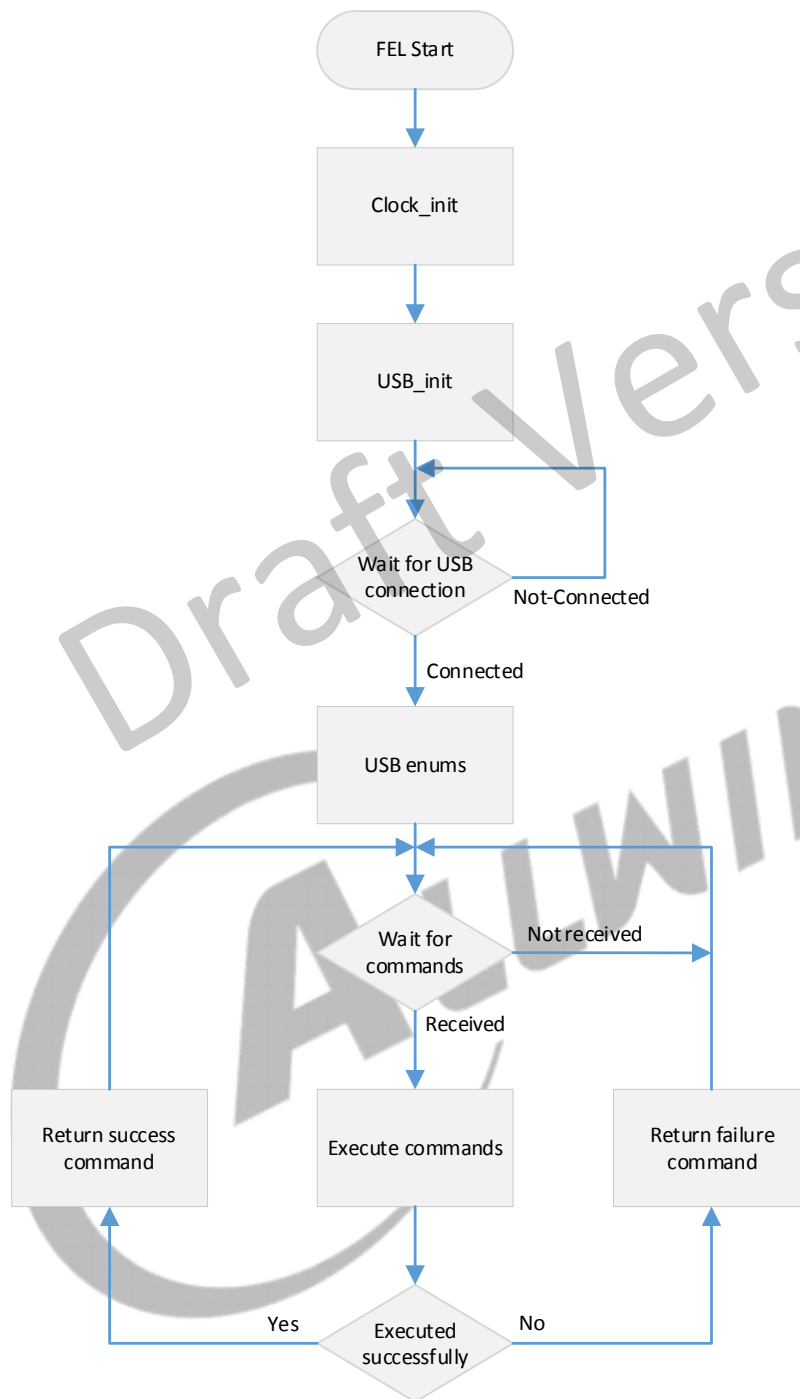 FEL Start
Clock_init
USB_init
Wait for USB
connection
Not-Connected
Connected
USB enums
Wait for
commands
Not received
Received
Return success
command
Execute commands
Return failure
command
Yes
Executed
successfully
No
Draft Vers
ALLWI